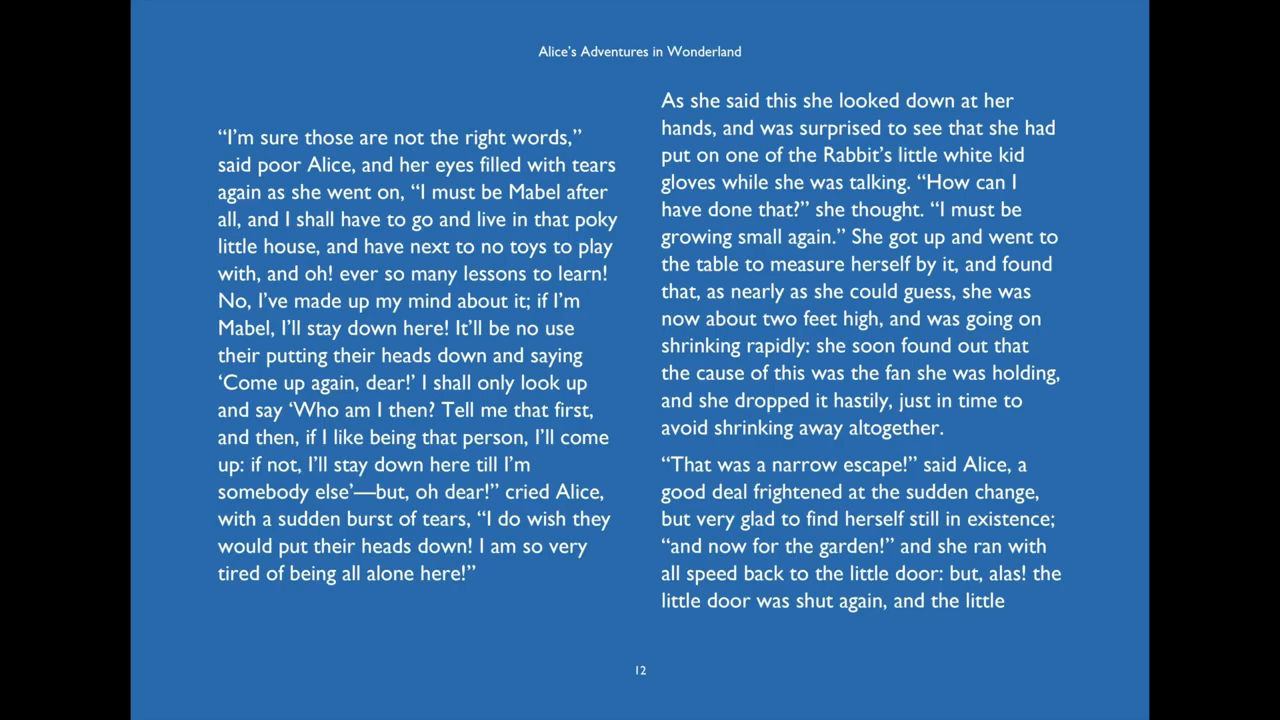 Alice’s Adventures in Wonderland
“I’m sure those are not the right words,”
said poor Alice, and her eyes filled with tears
again as she went on, “I must be Mabel after
all, and I shall have to go and live in that poky
little house, and have next to no toys to play
with, and oh! ever so many lessons to learn!
No, I’ve made up my mind about it; if I’m
Mabel, I’ll stay down here! It’ll be no use
their putting their heads down and saying
‘Come up again, dear!’ I shall only look up
and say ‘Who am I then? Tell me that first,
and then, if I like being that person, I’ll come
up: if not, I’ll stay down here till I’m
somebody else’—but, oh dear!” cried Alice,
with a sudden burst of tears, “I do wish they
would put their heads down! I am so very
tired of being all alone here!”
As she said this she looked down at her
hands, and was surprised to see that she had
put on one of the Rabbit’s little white kid
gloves while she was talking. “How can I
have done that?” she thought. “I must be
growing small again.” She got up and went to
the table to measure herself by it, and found
that, as nearly as she could guess, she was
now about two feet high, and was going on
shrinking rapidly: she soon found out that
the cause of this was the fan she was holding,
and she dropped it hastily, just in time to
avoid shrinking away altogether.
“That was a narrow escape!” said Alice, a
good deal frightened at the sudden change,
but very glad to find herself still in existence;
“and now for the garden!” and she ran with
all speed back to the little door: but, alas! the
little door was shut again, and the little
12